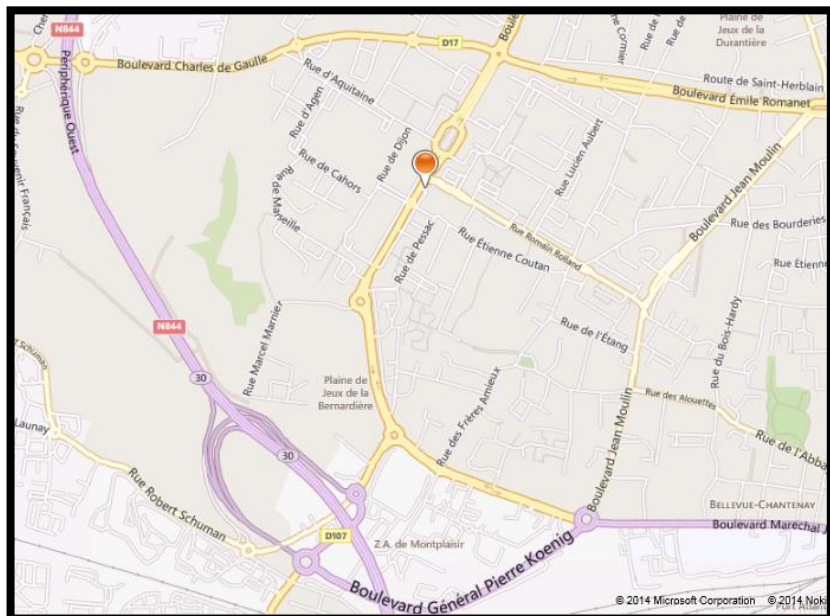 N844
Périphérique Ouest
Boulevard Charles de Gaulle
D17
Plaine de
Jeux de la
Durantière
Route de Saint-Herblain
Boulevard Émile Romanet
Rue d'Aquitaine
Rue d'Agen
Rue de Dijon
Rue de Cahors
Rue de Marseille
Rue Lucien Aubert
Boulevard Jean Moulin
Rue des Bourderies
Rue Romain Rolland
Rue Étienne Coutan
Rue Étienne
Rue de Pessac
Rue de l'Étang
Rue du Bois-Hardy
N844
Rue Marcel Marnier
30
Plaine de
Jeux de la
Bernardière
Rue des Frères Amieux
Boulevard Jean Moulin
Rue des Alouettes
Rue de l'Abba
Schuman
Launay
Rue Robert Schuman
30
BELLEVUE-CHANTENAY
Boulevard Marechal J
D107
Z.A. de Montplaisir
Boulevard Général Pierre Koenig
© 2014 Microsoft Corporation © 2014 Noki